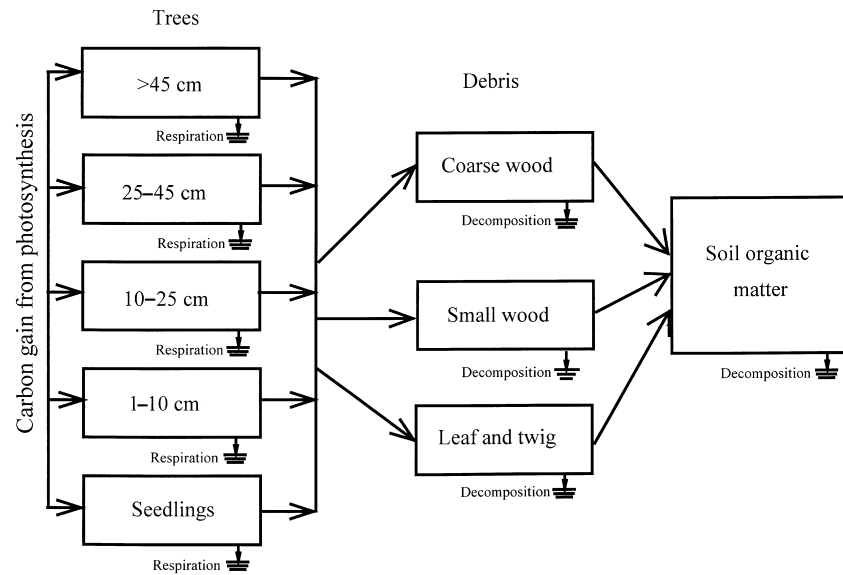 Trees
Carbon gain from photosynthesis
>45 cm
Respiration
25–45 cm
Respiration
10–25 cm
Respiration
1–10 cm
Respiration
Seedlings
Respiration
Debris
Coarse wood
Decomposition
Small wood
Decomposition
Leaf and twig
Decomposition
Soil organic
matter
Decomposition